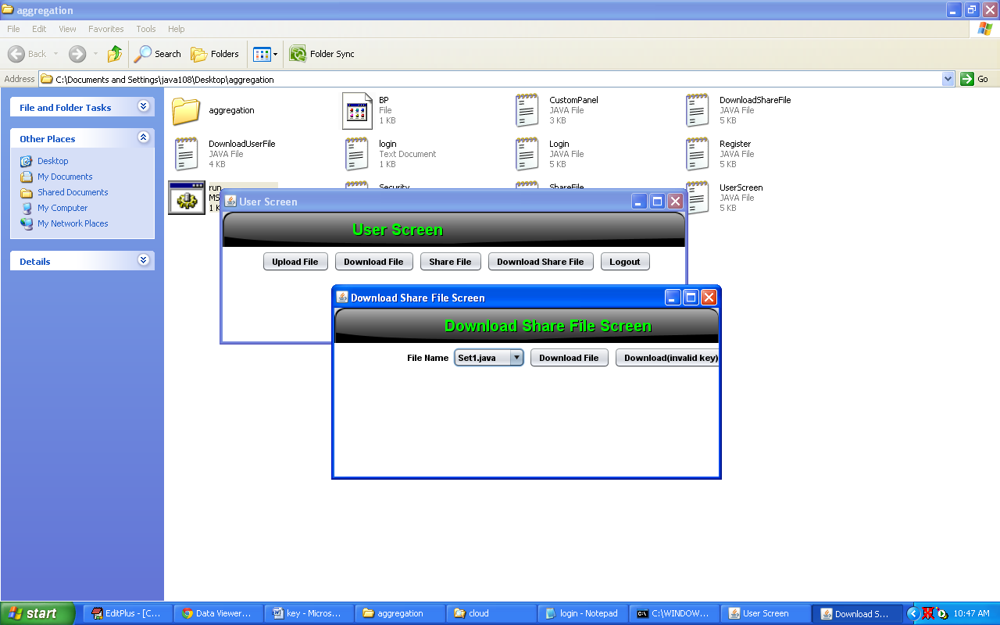 aggregation
File Edit View Favorites Tools Help
Back Search Folders Folder Sync
Address C:\Documents and Settings\java108\Desktop\aggregation Go
File and Folder Tasks
Other Places
Desktop
My Documents
Shared Documents
My Computer
My Network Places
Details
aggregation
BP
File
1 KB
CustomPanel
JAVA File
3 KB
DownloadShareFile
JAVA File
5 KB
DownloadUserFile
JAVA File
4 KB
login
Text Document
1 KB
Login
JAVA File
5 KB
Register
JAVA File
5 KB
run
MS
1 K
Security
ShareFile
UserScreen
JAVA File
5 KB
User Screen
User Screen
Upload File Download File Share File Download Share File Logout
Download Share File Screen
Download Share File Screen
File Name Set1.java Download File Download(invalid key)
start EditPlus - [C... Data Viewer... key - Micros... aggregation cloud login - Notepad C:\WINDOW... User Screen Download S... 10:47 AM